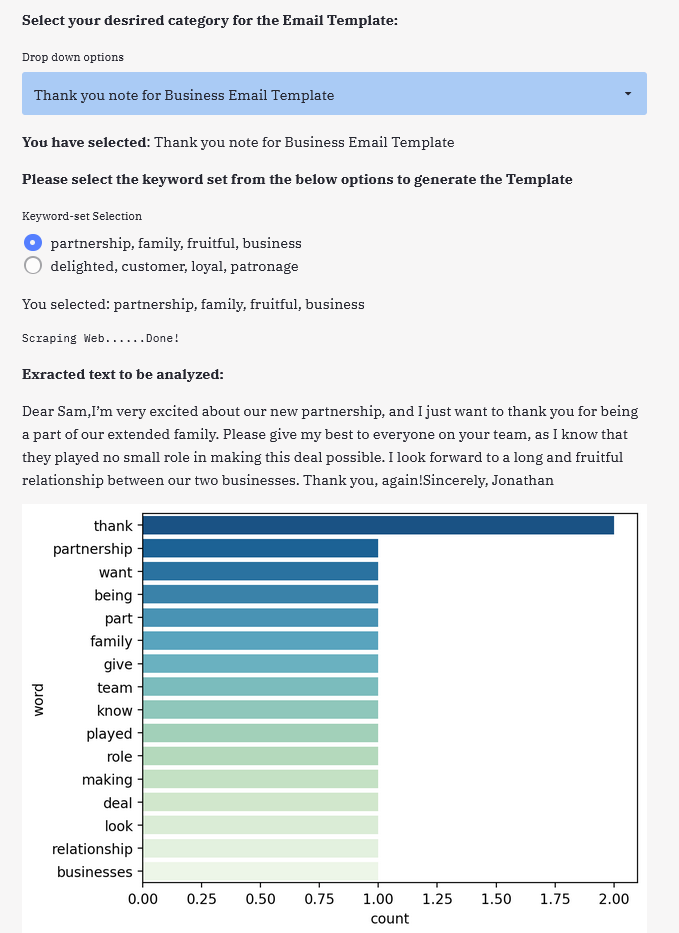 Select your desrired category for the Email Template:
Drop down options
Thank you note for Business Email Template
You have selected: Thank you note for Business Email Template
Please select the keyword set from the below options to generate the Template
Keyword-set Selection
partnership, family, fruitful, business
delighted, customer, loyal, patronage
You selected: partnership, family, fruitful, business
Scraping Web......Done!
Exracted text to be analyzed:
Dear Sam,I’m very excited about our new partnership, and I just want to thank you for being
a part of our extended family. Please give my best to everyone on your team, as I know that
they played no small role in making this deal possible. I look forward to a long and fruitful
relationship between our two businesses. Thank you, again!Sincerely, Jonathan
thank
partnership
want
being
part
family
give
team
know
played
role
making
deal
look
relationship
businesses
word
0.00 0.25 0.50 0.75 1.00 1.25 1.50 1.75 2.00
count